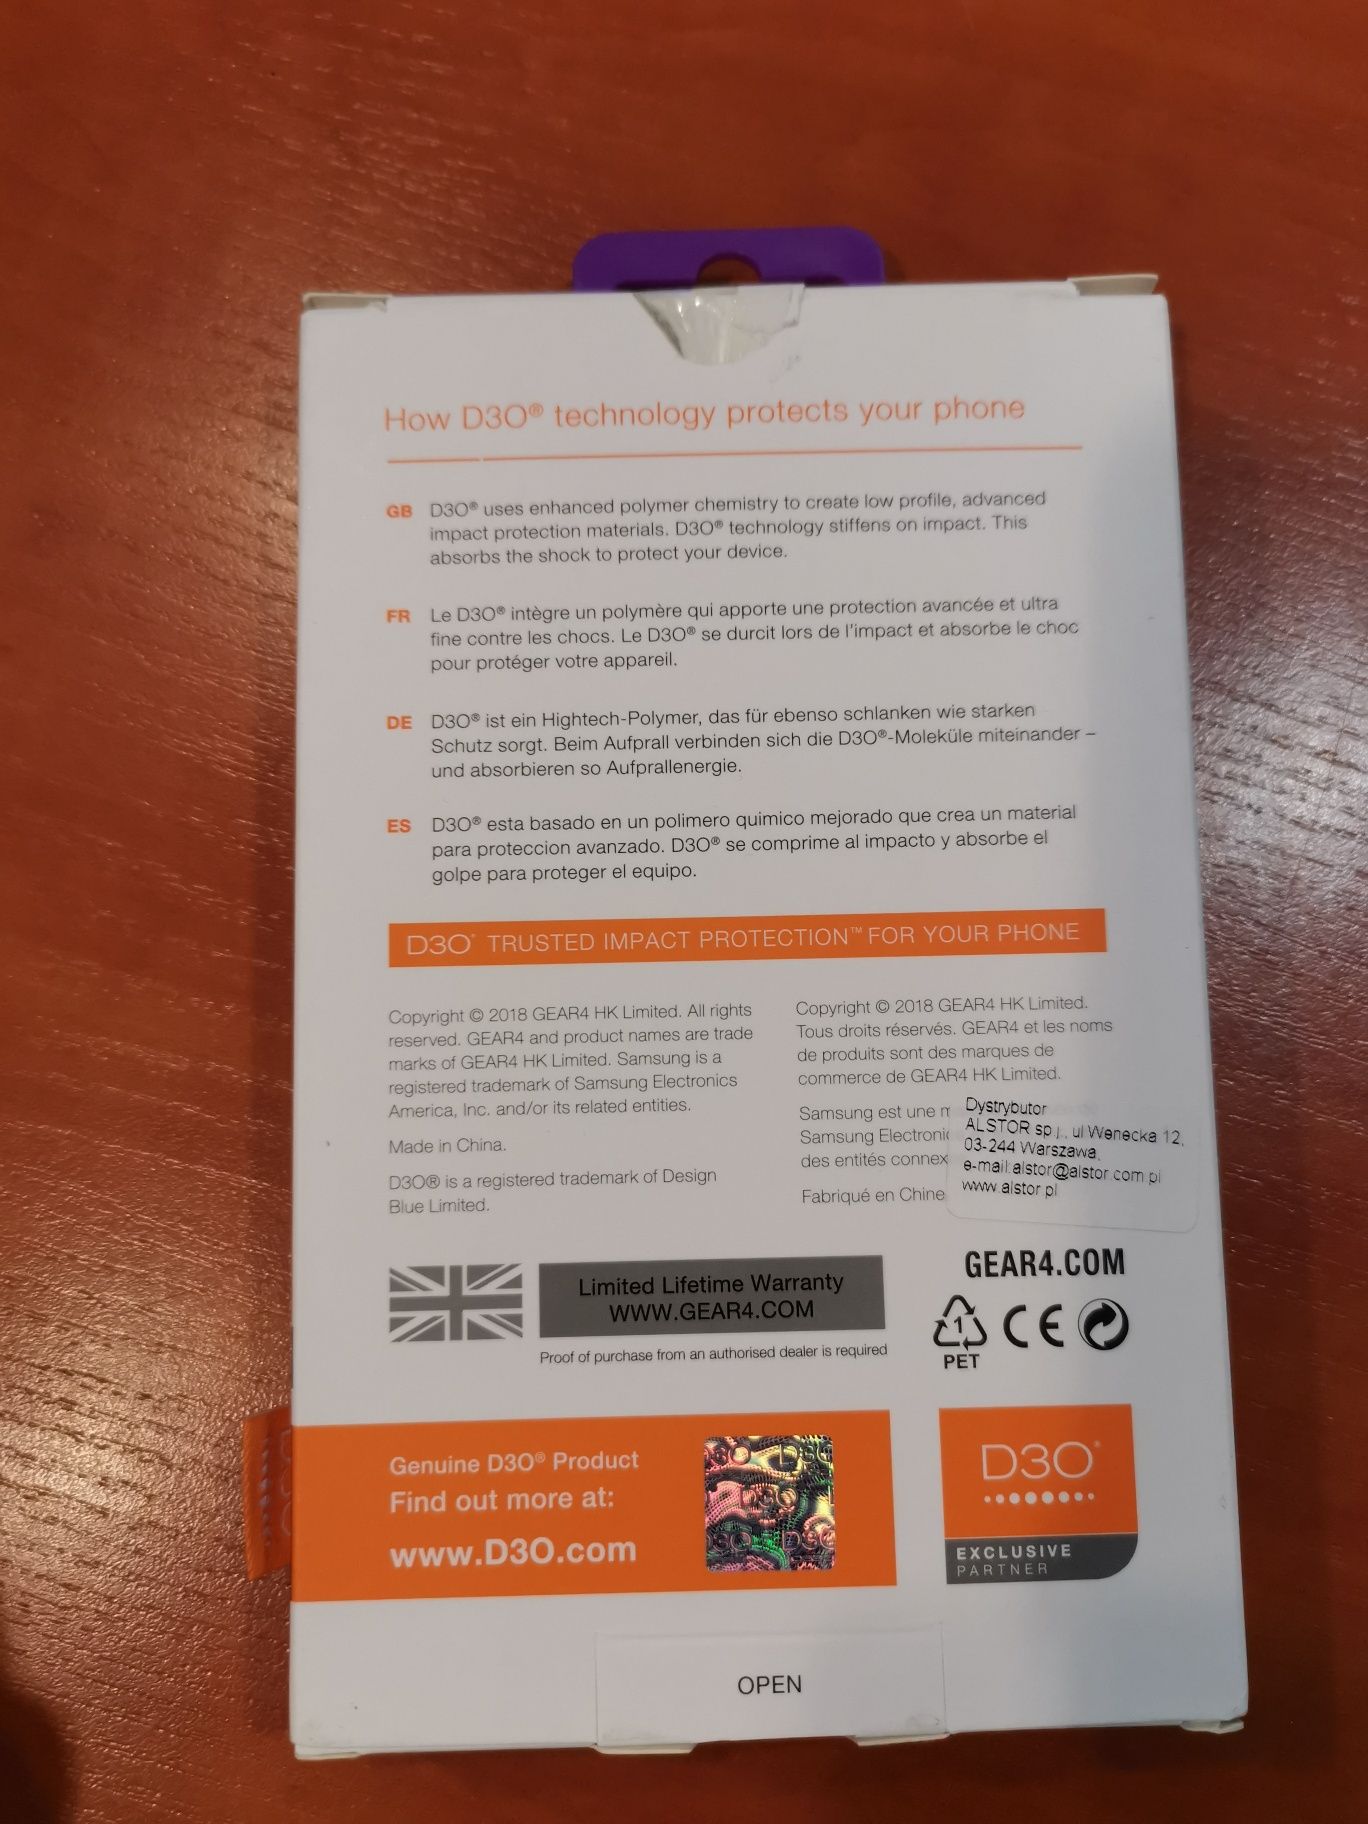 How D3O® technology protects your phone
GB D3O® uses enhanced polymer chemistry to create low profile, advanced
impact protection materials. D3O® technology stiffens on impact. This
absorbs the shock to protect your device.
FR Le D3O® intègre un polymère qui apporte une protection avancée et ultra
fine contre les chocs. Le D3O® se durcit lors de l'impact et absorbe le choc
pour protéger votre appareil.
DE D3O® ist ein Hightech-Polymer, das für ebenso schlanken wie starken
Schutz sorgt. Beim Aufprall verbinden sich die D3O®-Moleküle miteinander –
und absorbieren so Aufprallenergie.
ES D3O® esta basado en un polimero quimico mejorado que crea un material
para proteccion avanzado. D3O® se comprime al impacto y absorbe el
golpe para proteger el equipo.
D3O® TRUSTED IMPACT PROTECTION™ FOR YOUR PHONE
Copyright © 2018 GEAR4 HK Limited. All rights
reserved. GEAR4 and product names are trade
marks of GEAR4 HK Limited. Samsung is a
registered trademark of Samsung Electronics
America, Inc. and/or its related entities.
Made in China.
D3O® is a registered trademark of Design
Blue Limited.
Copyright © 2018 GEAR4 HK Limited.
Tous droits réservés. GEAR4 et les noms
de produits sont des marques de
commerce de GEAR4 HK Limited.
Samsung est une
Samsung
des entités
Fabriqué en Chine
Dystrybutor
ALSTOR sp.j., ul Wenecka 12,
03-244 Warszawa,
e-mail:alstor@alstor.com.pl
www.alstor.pl
Limited Lifetime Warranty
WWW.GEAR4.COM
Proof of purchase from an authorised dealer is required
GEAR4.COM
1
PET
CE
Genuine D3O® Product
Find out more at:
www.D3O.com
D3O
D3O
D3O
D3O®
EXCLUSIVE
PARTNER
OPEN